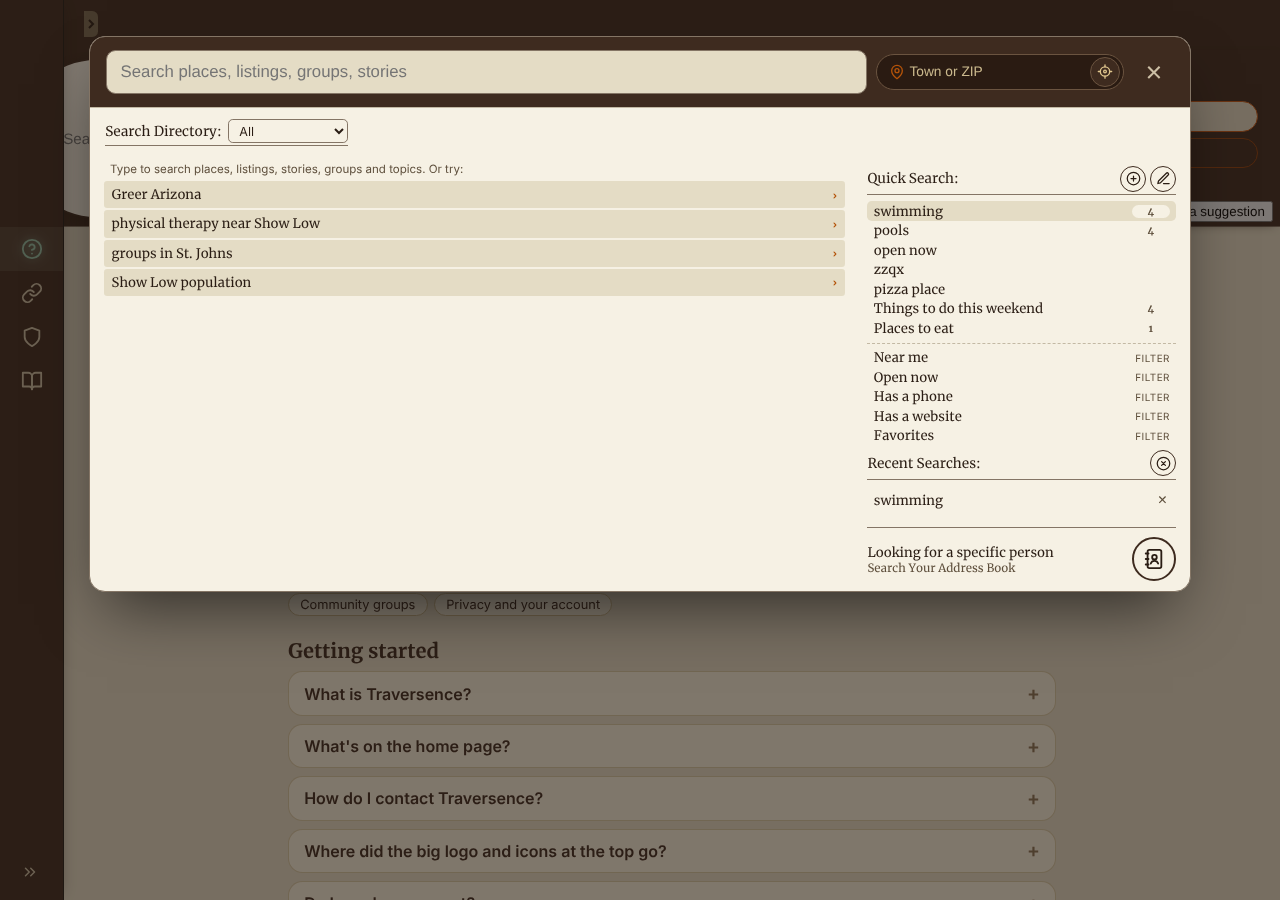 Search places, listings, groups, stories
Town or ZIP
Search Directory: All
Type to search places, listings, stories, groups and topics. Or try:
Greer Arizona
physical therapy near Show Low
groups in St. Johns
Show Low population
Quick Search:
swimming 4
pools 4
open now
zzqx
pizza place
Things to do this weekend 4
Places to eat 1
Near me FILTER
Open now FILTER
Has a phone FILTER
Has a website FILTER
Favorites FILTER
Recent Searches:
swimming
Looking for a specific person
Search Your Address Book
a suggestion
Community groups
Privacy and your account
Getting started
What is Traversence?
What's on the home page?
How do I contact Traversence?
Where did the big logo and icons at the top go?